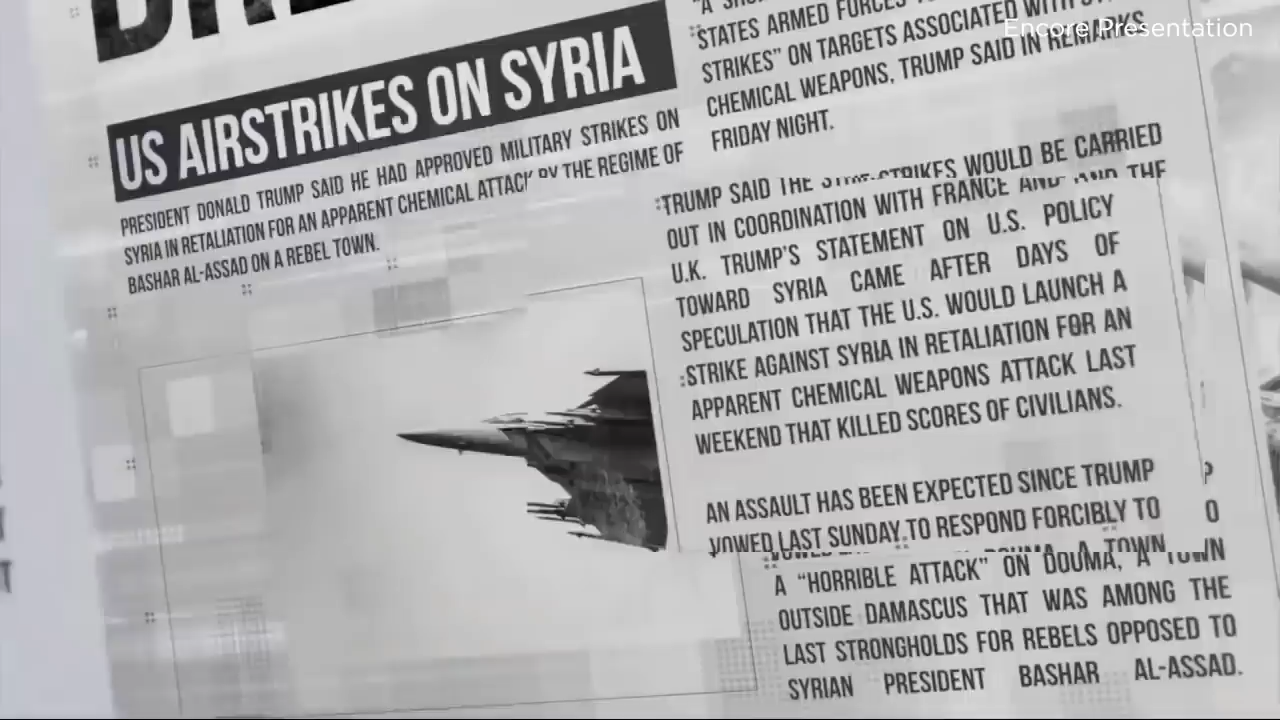 Encore Presentation
US AIRSTRIKES ON SYRIA
PRESIDENT DONALD TRUMP SAID HE HAD APPROVED MILITARY STRIKES ON
SYRIA IN RETALIATION FOR AN APPARENT CHEMICAL ATTACK BY THE REGIME OF
BASHAR AL-ASSAD ON A REBEL TOWN.
STATES ARMED FORCES
STRIKES" ON TARGETS ASSOCIATED WITH
CHEMICAL WEAPONS, TRUMP SAID IN REMARKS
FRIDAY NIGHT.
TRUMP SAID THE STRIKES WOULD BE CARRIED
OUT IN COORDINATION WITH FRANCE AND THE
U.K. TRUMP'S STATEMENT ON U.S. POLICY
TOWARD SYRIA CAME AFTER DAYS OF
SPECULATION THAT THE U.S. WOULD LAUNCH A
STRIKE AGAINST SYRIA IN RETALIATION FOR AN
APPARENT CHEMICAL WEAPONS ATTACK LAST
WEEKEND THAT KILLED SCORES OF CIVILIANS.
AN ASSAULT HAS BEEN EXPECTED SINCE TRUMP
VOWED LAST SUNDAY TO RESPOND FORCIBLY TO
A "HORRIBLE ATTACK" ON DOUMA, A TOWN
OUTSIDE DAMASCUS THAT WAS AMONG THE
LAST STRONGHOLDS FOR REBELS OPPOSED TO
SYRIAN PRESIDENT BASHAR AL-ASSAD.